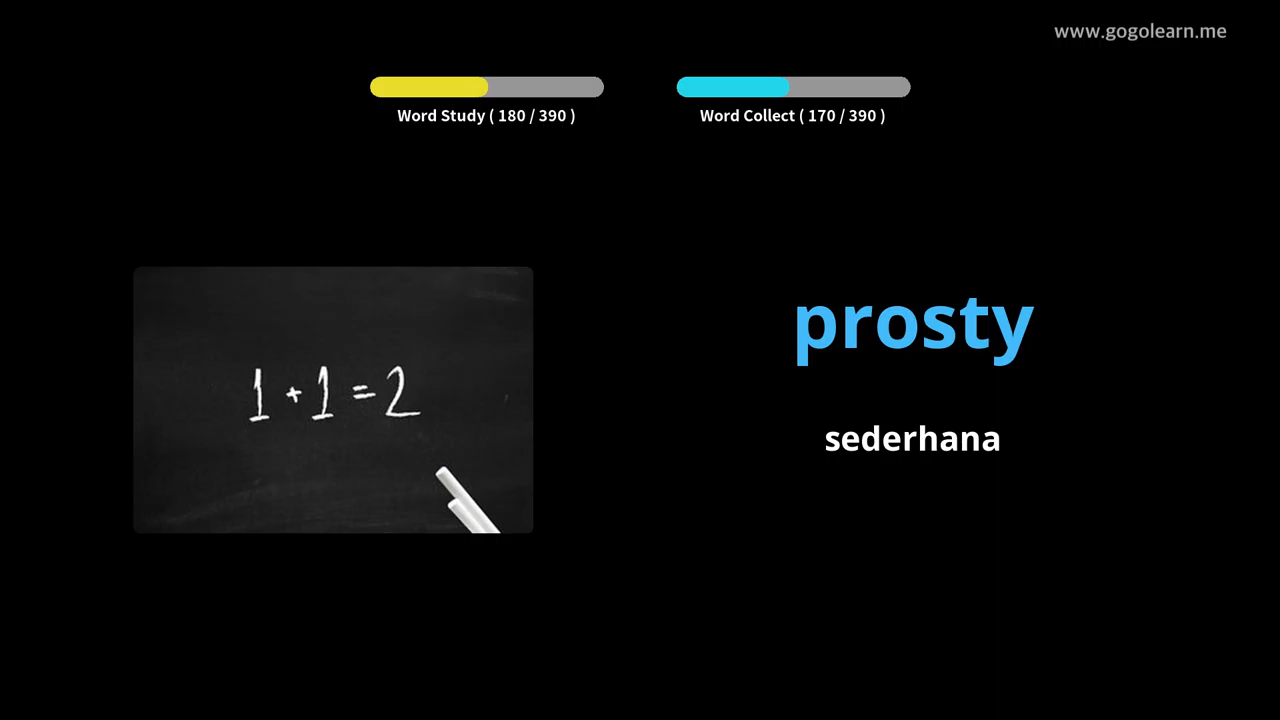 www.gogolearn.me
Word Study ( 180 / 390 )
Word Collect ( 170 / 390 )
1 + 1 = 2
prosty
sederhana